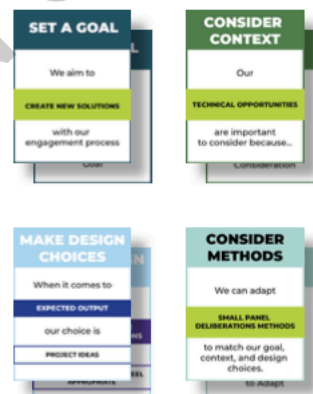 SET A GOAL
We aim to
CREATE NEW SOLUTIONS
with our
engagement process
L
Goal
CONSIDER
CONTEXT
Our
TECHNICAL OPPORTUNITIES
are important
to consider because...
Consideration
MAKE DESIGN
CHOICES
When it comes to
EXPECTED OUTPUT
our choice is
PROJECT IDEAS
N
NS
EEL
APPROPRIATE
CONSIDER
METHODS
We can adapt
SMALL PANEL
DELIBERATIONS METHODS
to match our goal,
context, and design
choices.
to Adapt